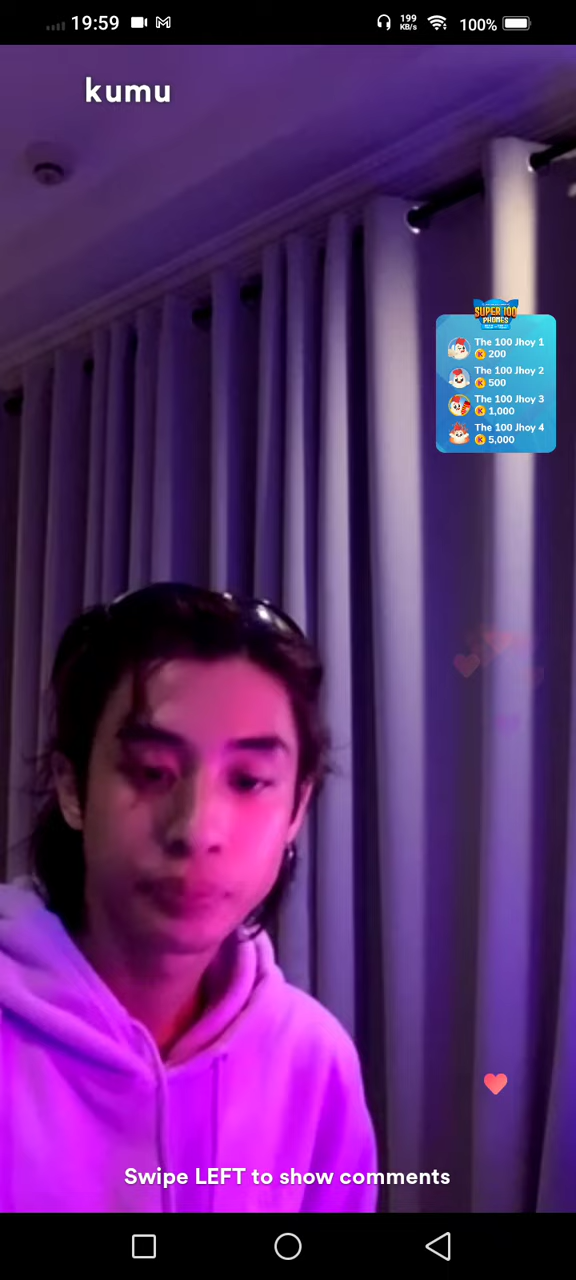 19:59
199
KB/s
100%
kumu
SUPER 100
PHONES
The 100 Jhoy 1
K 200
The 100 Jhoy 2
K 500
The 100 Jhoy 3
K 1,000
The 100 Jhoy 4
K 5,000
Swipe LEFT to show comments